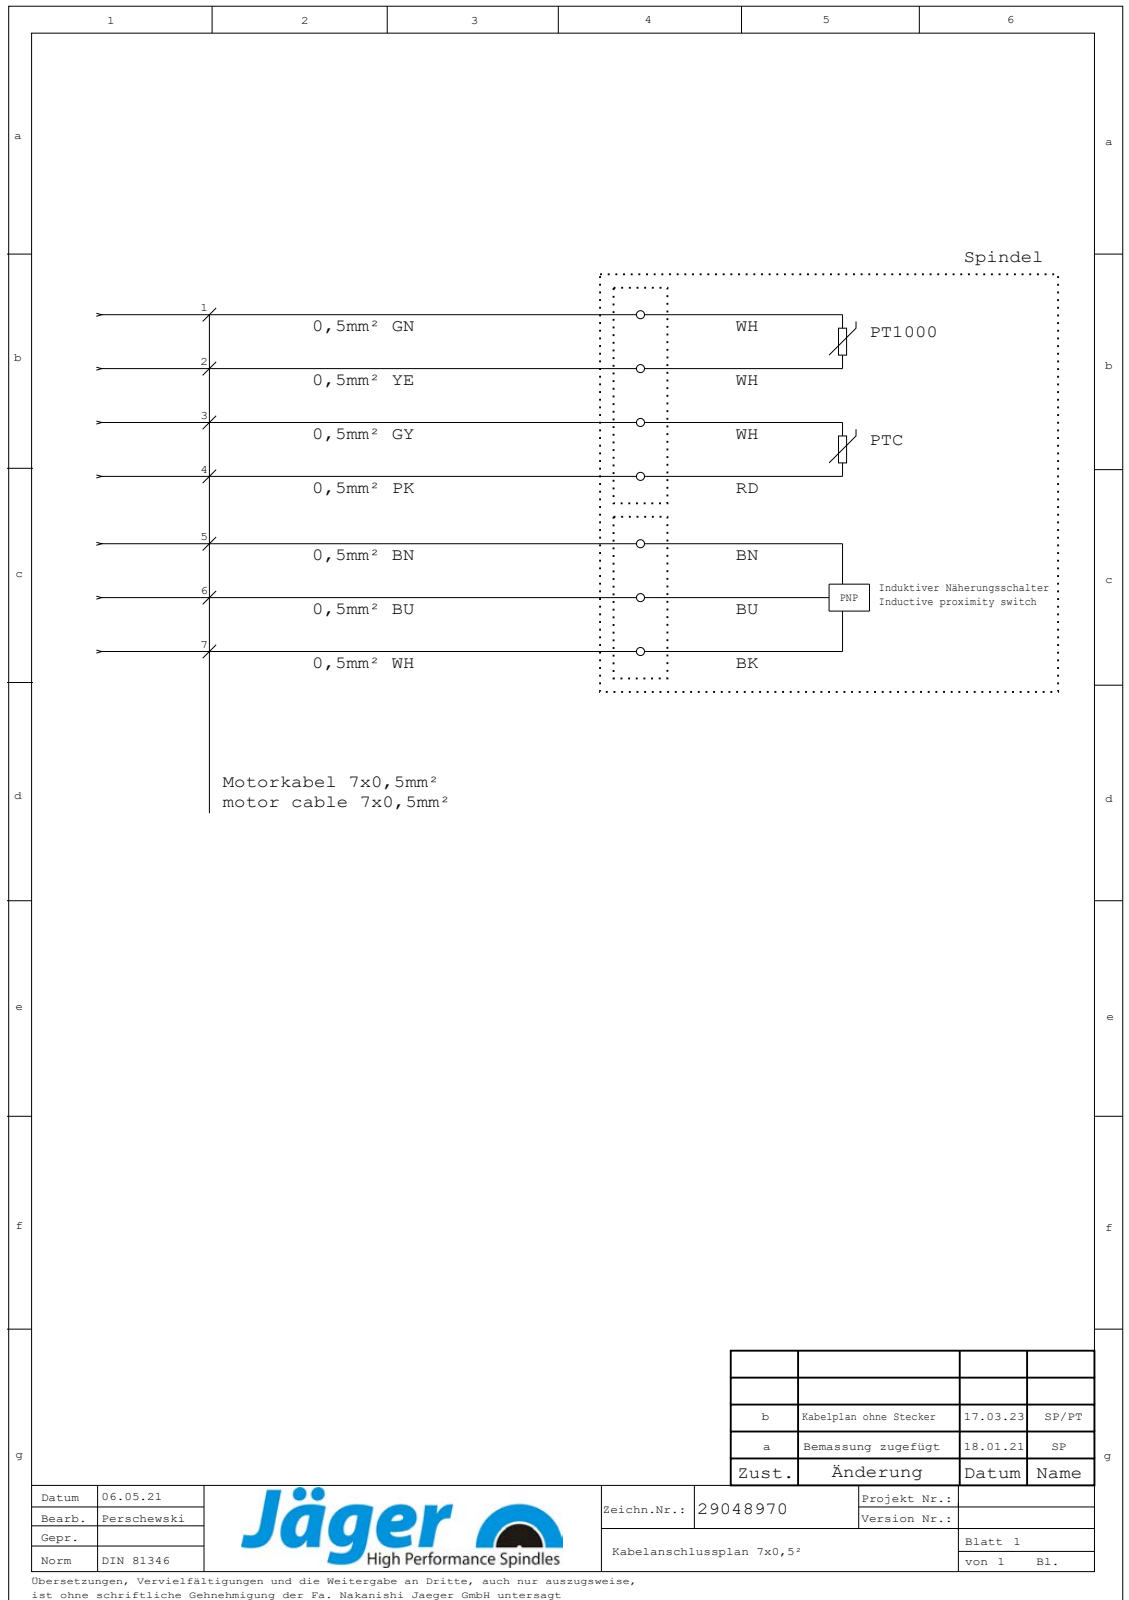 1 2 3 4 5 6
a a
Spindel
1
0,5mm² GN WH
PT1000
b b
2
0,5mm² YE WH
3
0,5mm² GY WH
PTC
4
0,5mm² PK RD
5
0,5mm² BN BN
c c
6
0,5mm² BU BU
PNP
Induktiver Näherungsschalter
Inductive proximity switch
7
0,5mm² WH BK
Motorkabel 7x0,5mm²
motor cable 7x0,5mm²
d d
e e
f f
g g
b Kabelplan ohne Stecker 17.03.23 SP/PT
a Bemassung zugefügt 18.01.21 SP
Zust. Änderung Datum Name
Datum 06.05.21
Bearb. Perschewski
Gepr.
Norm DIN 81346
Jäger
High Performance Spindles
Zeichn.Nr.: 29048970
Projekt Nr.:
Version Nr.:
Kabelanschlussplan 7x0,5²
Blatt 1
von 1 Bl.
Übersetzungen, Vervielfältigungen und die Weitergabe an Dritte, auch nur auszugsweise,
ist ohne schriftliche Gehnehmigung der Fa. Nakanishi Jaeger GmbH untersagt